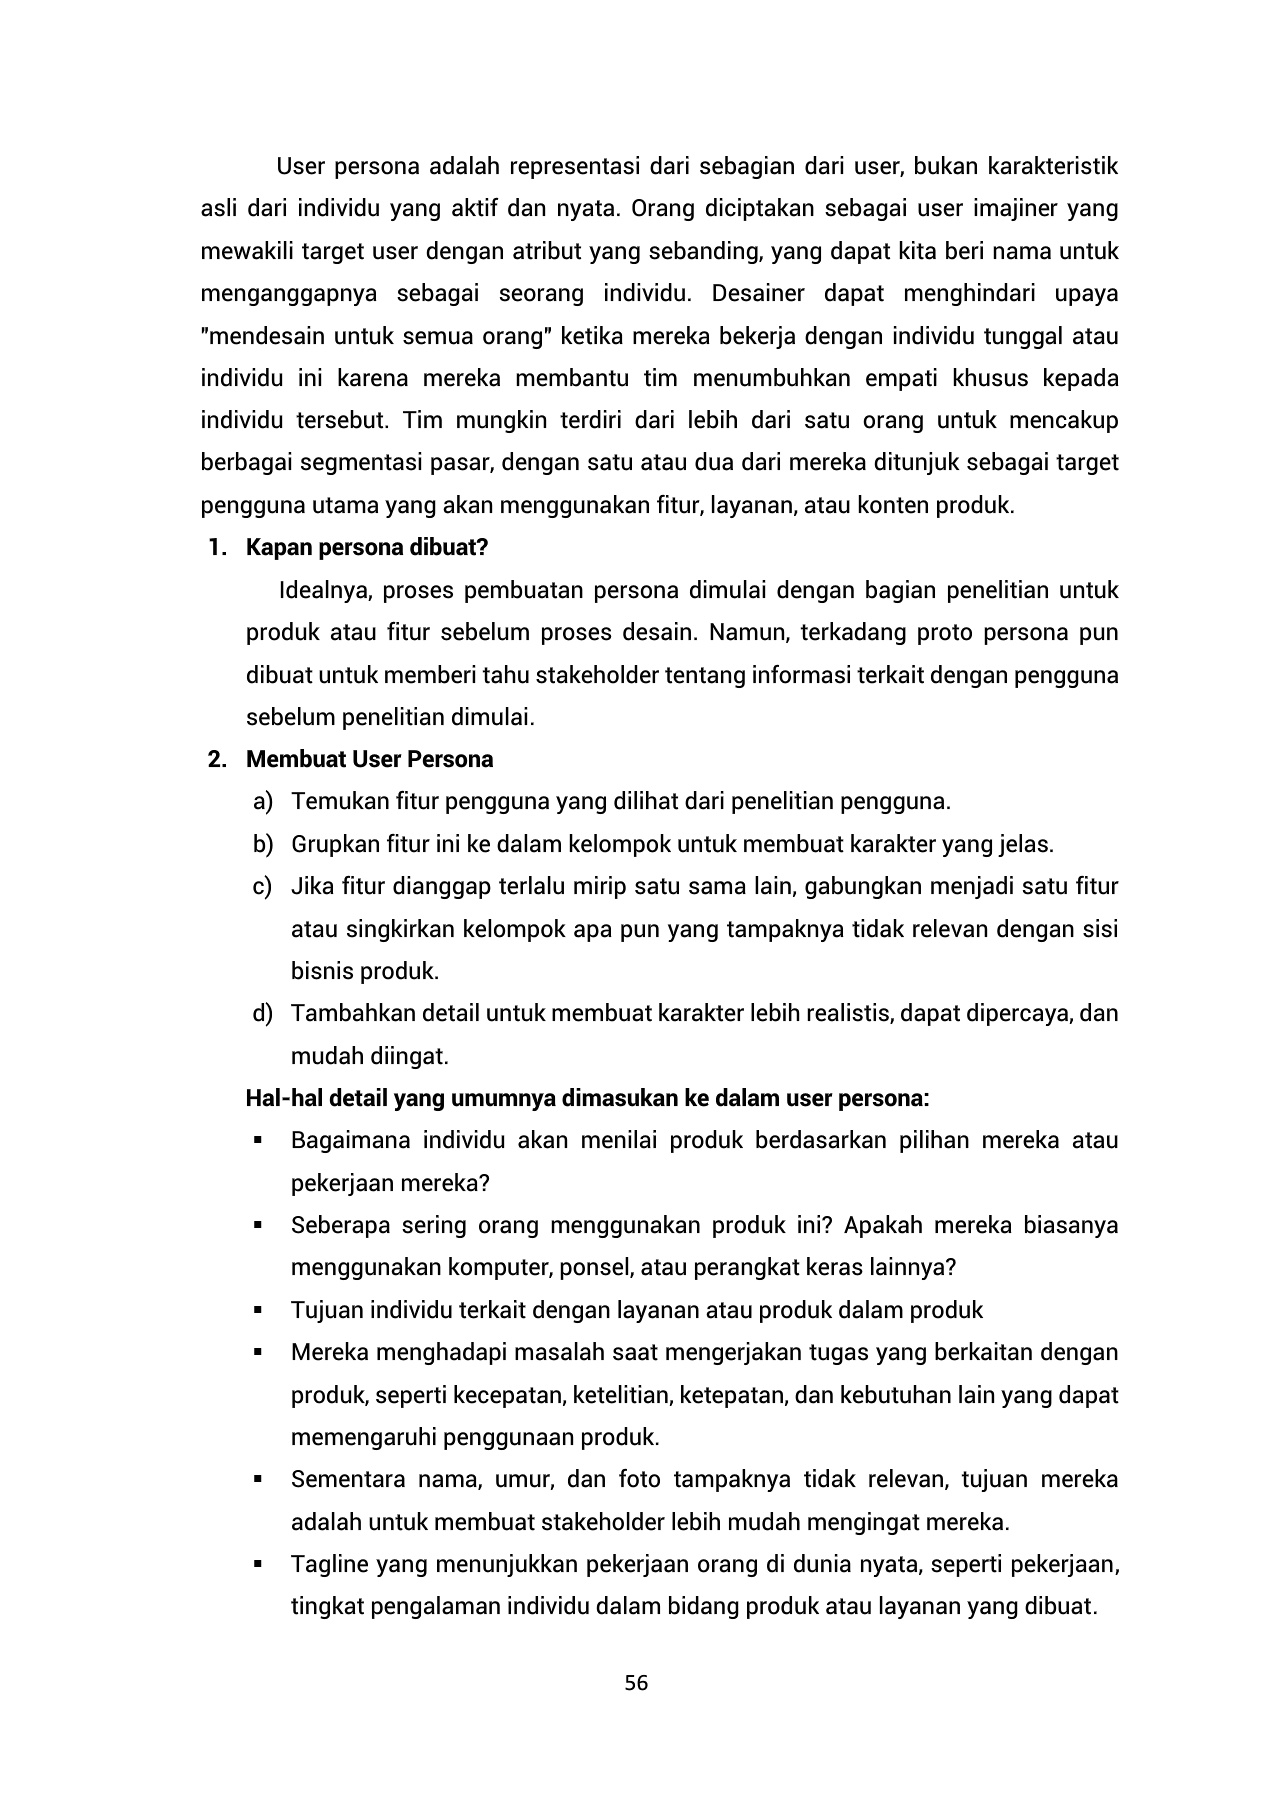 User persona adalah representasi dari sebagian dari user, bukan karakteristik
asli dari individu yang aktif dan nyata. Orang diciptakan sebagai user imajiner yang
mewakili target user dengan atribut yang sebanding, yang dapat kita beri nama untuk
menganggapnya sebagai seorang individu. Desainer dapat menghindari upaya
"mendesain untuk semua orang" ketika mereka bekerja dengan individu tunggal atau
individu ini karena mereka membantu tim menumbuhkan empati khusus kepada
individu tersebut. Tim mungkin terdiri dari lebih dari satu orang untuk mencakup
berbagai segmentasi pasar, dengan satu atau dua dari mereka ditunjuk sebagai target
pengguna utama yang akan menggunakan fitur, layanan, atau konten produk.
1. Kapan persona dibuat?
Idealnya, proses pembuatan persona dimulai dengan bagian penelitian untuk
produk atau fitur sebelum proses desain. Namun, terkadang proto persona pun
dibuat untuk memberi tahu stakeholder tentang informasi terkait dengan pengguna
sebelum penelitian dimulai.
2. Membuat User Persona
a) Temukan fitur pengguna yang dilihat dari penelitian pengguna.
b) Grupkan fitur ini ke dalam kelompok untuk membuat karakter yang jelas.
c) Jika fitur dianggap terlalu mirip satu sama lain, gabungkan menjadi satu fitur
atau singkirkan kelompok apa pun yang tampaknya tidak relevan dengan sisi
bisnis produk.
d) Tambahkan detail untuk membuat karakter lebih realistis, dapat dipercaya, dan
mudah diingat.
Hal-hal detail yang umumnya dimasukan ke dalam user persona:
▪ Bagaimana individu akan menilai produk berdasarkan pilihan mereka atau
pekerjaan mereka?
▪ Seberapa sering orang menggunakan produk ini? Apakah mereka biasanya
menggunakan komputer, ponsel, atau perangkat keras lainnya?
▪ Tujuan individu terkait dengan layanan atau produk dalam produk
▪ Mereka menghadapi masalah saat mengerjakan tugas yang berkaitan dengan
produk, seperti kecepatan, ketelitian, ketepatan, dan kebutuhan lain yang dapat
memengaruhi penggunaan produk.
▪ Sementara nama, umur, dan foto tampaknya tidak relevan, tujuan mereka
adalah untuk membuat stakeholder lebih mudah mengingat mereka.
▪ Tagline yang menunjukkan pekerjaan orang di dunia nyata, seperti pekerjaan,
tingkat pengalaman individu dalam bidang produk atau layanan yang dibuat.
56